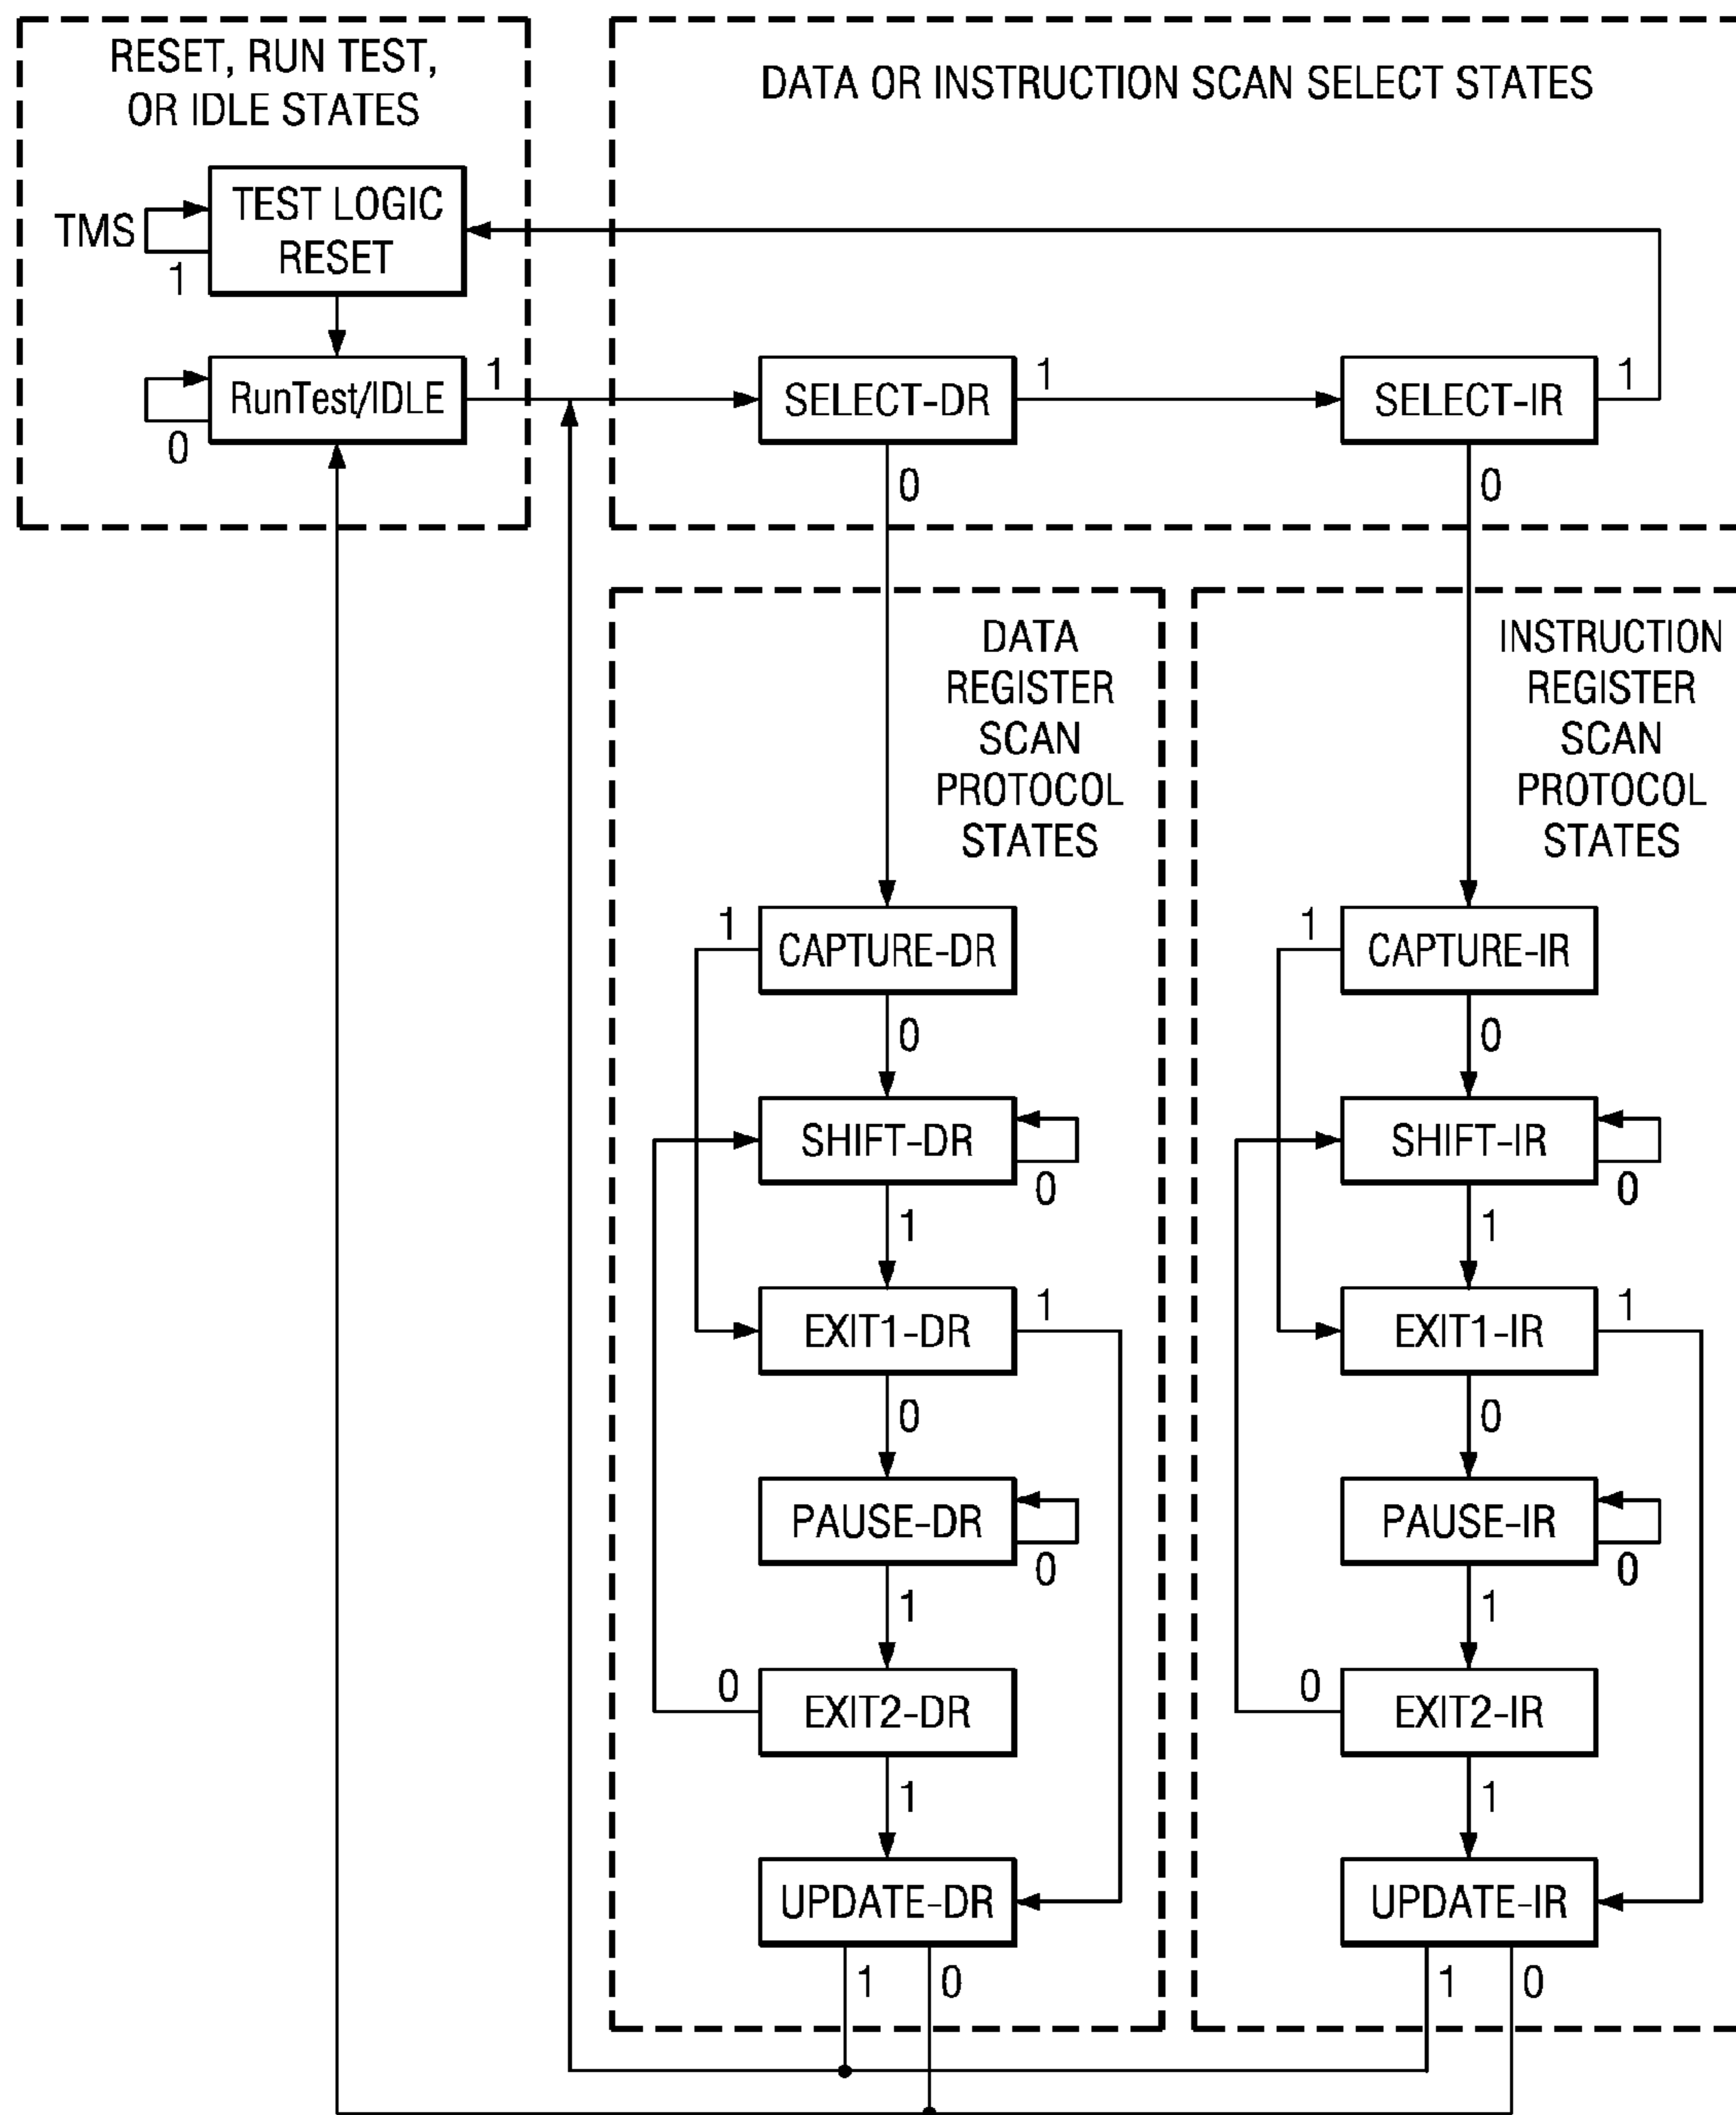 RESET, RUN TEST,
OR IDLE STATES
DATA OR INSTRUCTION SCAN SELECT STATES
TMS
1
TEST LOGIC
RESET
RunTest/IDLE
0
1
SELECT-DR
1
SELECT-IR
1
0
0
DATA
REGISTER
SCAN
PROTOCOL
STATES
INSTRUCTION
REGISTER
SCAN
PROTOCOL
STATES
1
CAPTURE-DR
0
SHIFT-DR
0
1
EXIT1-DR
1
0
PAUSE-DR
0
1
0
EXIT2-DR
1
UPDATE-DR
1
0
1
CAPTURE-IR
0
SHIFT-IR
0
1
EXIT1-IR
1
0
PAUSE-IR
0
1
0
EXIT2-IR
1
UPDATE-IR
1
0